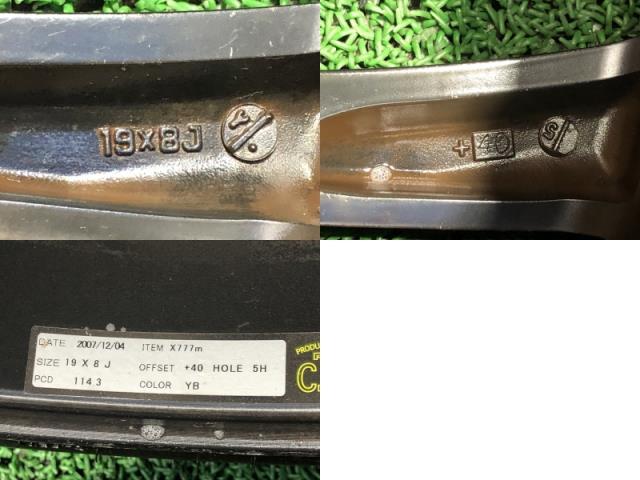 19x8J
+40
S
DATE 2007/12/04 ITEM X777m
SIZE 19 X 8 J OFFSET +40 HOLE 5H
PCD 114.3 COLOR YB